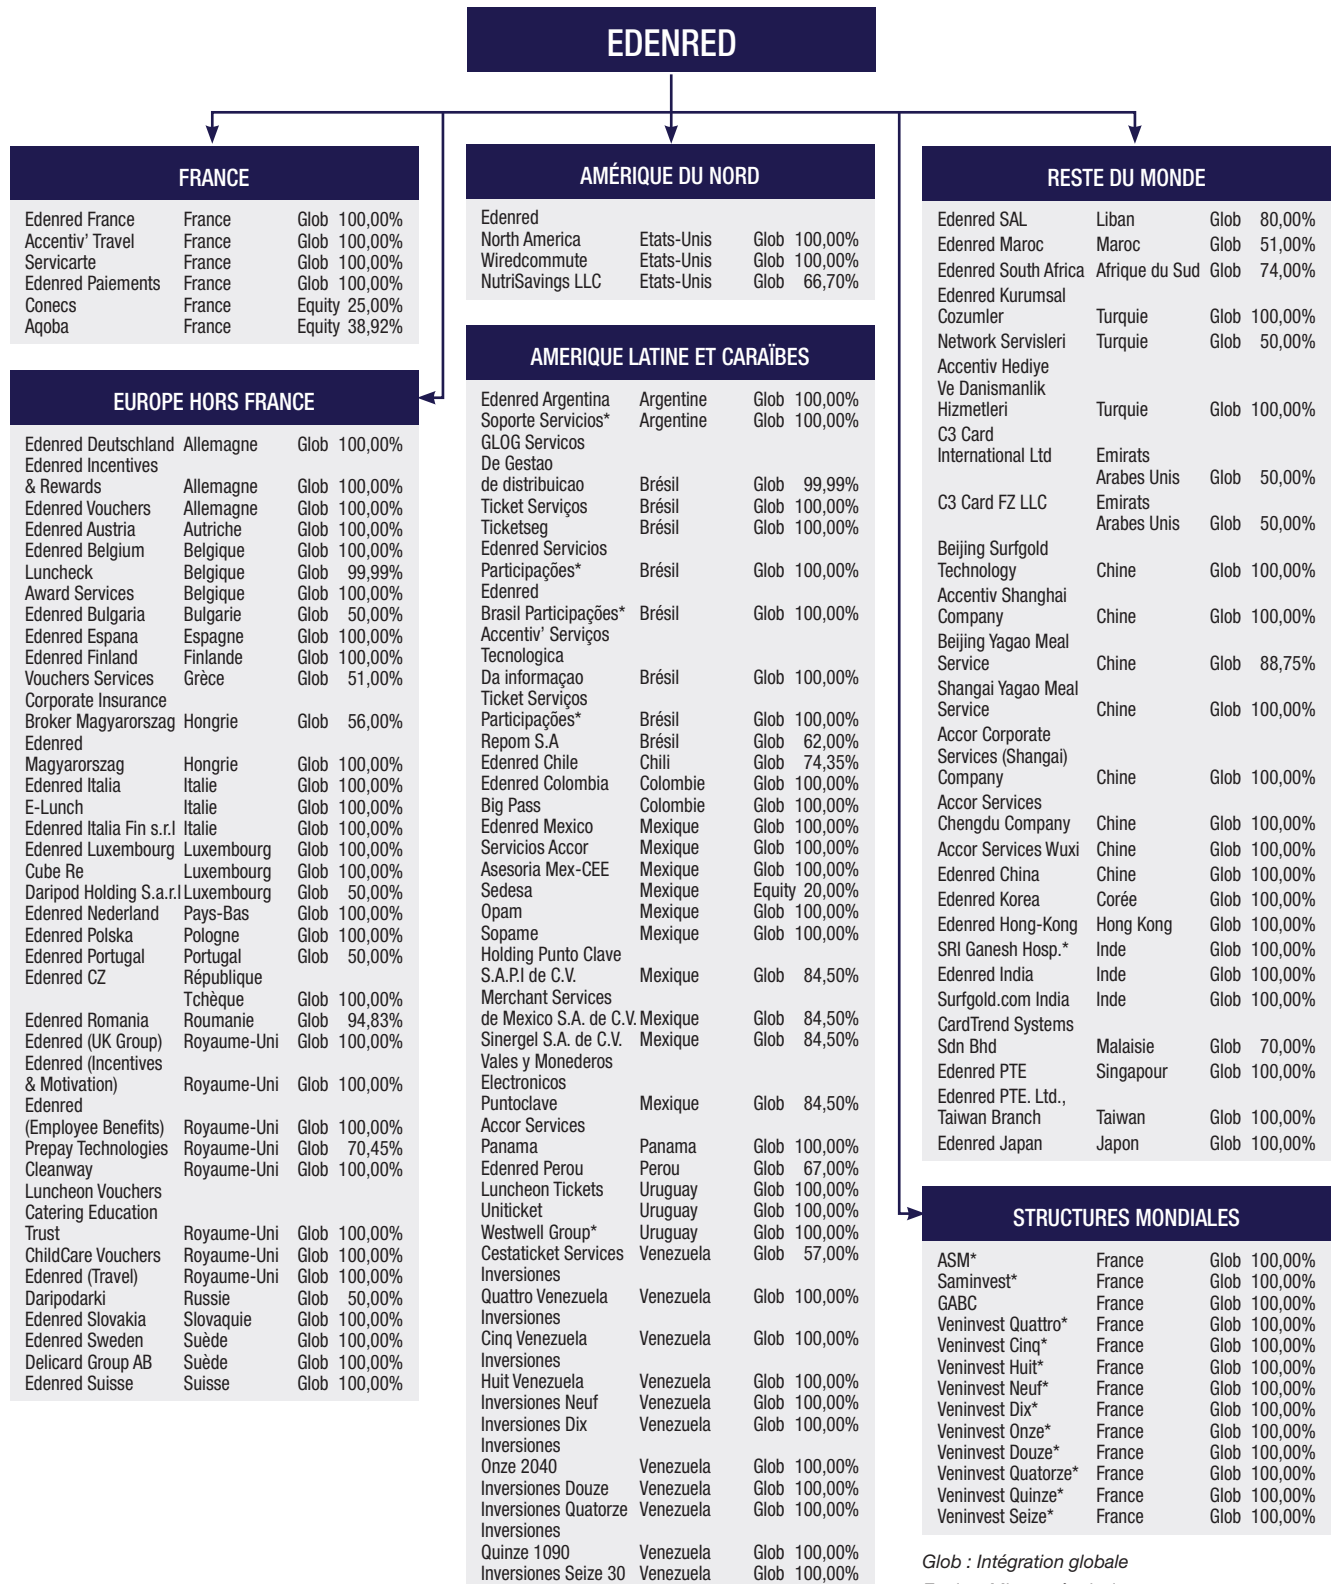 EDENRED
FRANCE
Edenred France France Glob 100,00%
Accentiv’ Travel France Glob 100,00%
Servicarte France Glob 100,00%
Edenred Paiements France Glob 100,00%
Conecs France Equity 25,00%
Aqoba France Equity 38,92%
EUROPE HORS FRANCE
Edenred Deutschland Allemagne Glob 100,00%
Edenred Incentives
& Rewards Allemagne Glob 100,00%
Edenred Vouchers Allemagne Glob 100,00%
Edenred Austria Autriche Glob 100,00%
Edenred Belgium Belgique Glob 100,00%
Luncheck Belgique Glob 99,99%
Award Services Belgique Glob 100,00%
Edenred Bulgaria Bulgarie Glob 50,00%
Edenred Espana Espagne Glob 100,00%
Edenred Finland Finlande Glob 100,00%
Vouchers Services Grèce Glob 51,00%
Corporate Insurance
Broker Magyarorszag Hongrie Glob 56,00%
Edenred
Magyarorszag Hongrie Glob 100,00%
Edenred Italia Italie Glob 100,00%
E-Lunch Italie Glob 100,00%
Edenred Italia Fin s.r.l Italie Glob 100,00%
Edenred Luxembourg Luxembourg Glob 100,00%
Cube Re Luxembourg Glob 100,00%
Daripod Holding S.a.r.l Luxembourg Glob 50,00%
Edenred Nederland Pays-Bas Glob 100,00%
Edenred Polska Pologne Glob 100,00%
Edenred Portugal Portugal Glob 50,00%
Edenred CZ République
Tchèque Glob 100,00%
Edenred Romania Roumanie Glob 94,83%
Edenred (UK Group) Royaume-Uni Glob 100,00%
Edenred (Incentives
& Motivation) Royaume-Uni Glob 100,00%
Edenred
(Employee Benefits) Royaume-Uni Glob 100,00%
Prepay Technologies Royaume-Uni Glob 70,45%
Cleanway Royaume-Uni Glob 100,00%
Luncheon Vouchers
Catering Education
Trust Royaume-Uni Glob 100,00%
ChildCare Vouchers Royaume-Uni Glob 100,00%
Edenred (Travel) Royaume-Uni Glob 100,00%
Daripodarki Russie Glob 50,00%
Edenred Slovakia Slovaquie Glob 100,00%
Edenred Sweden Suède Glob 100,00%
Delicard Group AB Suède Glob 100,00%
Edenred Suisse Suisse Glob 100,00%
AMÉRIQUE DU NORD
Edenred
North America Etats-Unis Glob 100,00%
Wiredcommute Etats-Unis Glob 100,00%
NutriSavings LLC Etats-Unis Glob 66,70%
AMERIQUE LATINE ET CARAÏBES
Edenred Argentina Argentine Glob 100,00%
Soporte Servicios* Argentine Glob 100,00%
GLOG Servicos
De Gestao
de distribuicao Brésil Glob 99,99%
Ticket Serviços Brésil Glob 100,00%
Ticketseg Brésil Glob 100,00%
Edenred Servicios
Participações* Brésil Glob 100,00%
Edenred
Brasil Participações* Brésil Glob 100,00%
Accentiv’ Serviços
Tecnologica
Da informaçao Brésil Glob 100,00%
Ticket Serviços
Participações* Brésil Glob 100,00%
Repom S.A Brésil Glob 62,00%
Edenred Chile Chili Glob 74,35%
Edenred Colombia Colombie Glob 100,00%
Big Pass Colombie Glob 100,00%
Edenred Mexico Mexique Glob 100,00%
Servicios Accor Mexique Glob 100,00%
Asesoria Mex-CEE Mexique Glob 100,00%
Sedesa Mexique Equity 20,00%
Opam Mexique Glob 100,00%
Sopame Mexique Glob 100,00%
Holding Punto Clave
S.A.P.I de C.V. Mexique Glob 84,50%
Merchant Services
de Mexico S.A. de C.V. Mexique Glob 84,50%
Sinergel S.A. de C.V. Mexique Glob 84,50%
Vales y Monederos
Electronicos
Puntoclave Mexique Glob 84,50%
Accor Services
Panama Panama Glob 100,00%
Edenred Perou Perou Glob 67,00%
Luncheon Tickets Uruguay Glob 100,00%
Uniticket Uruguay Glob 100,00%
Westwell Group* Uruguay Glob 100,00%
Cestaticket Services Venezuela Glob 57,00%
Inversiones
Quattro Venezuela Venezuela Glob 100,00%
Inversiones
Cinq Venezuela Venezuela Glob 100,00%
Inversiones
Huit Venezuela Venezuela Glob 100,00%
Inversiones Neuf Venezuela Glob 100,00%
Inversiones Dix Venezuela Glob 100,00%
Inversiones
Onze 2040 Venezuela Glob 100,00%
Inversiones Douze Venezuela Glob 100,00%
Inversiones Quatorze Venezuela Glob 100,00%
Inversiones
Quinze 1090 Venezuela Glob 100,00%
Inversiones Seize 30 Venezuela Glob 100,00%
RESTE DU MONDE
Edenred SAL Liban Glob 80,00%
Edenred Maroc Maroc Glob 51,00%
Edenred South Africa Afrique du Sud Glob 74,00%
Edenred Kurumsal
Cozumler Turquie Glob 100,00%
Network Servisleri Turquie Glob 50,00%
Accentiv Hediye
Ve Danismanlik
Hizmetleri Turquie Glob 100,00%
C3 Card
International Ltd Emirats
Arabes Unis Glob 50,00%
C3 Card FZ LLC Emirats
Arabes Unis Glob 50,00%
Beijing Surfgold
Technology Chine Glob 100,00%
Accentiv Shanghai
Company Chine Glob 100,00%
Beijing Yagao Meal
Service Chine Glob 88,75%
Shangai Yagao Meal
Service Chine Glob 100,00%
Accor Corporate
Services (Shangai)
Company Chine Glob 100,00%
Accor Services
Chengdu Company Chine Glob 100,00%
Accor Services Wuxi Chine Glob 100,00%
Edenred China Chine Glob 100,00%
Edenred Korea Corée Glob 100,00%
Edenred Hong-Kong Hong Kong Glob 100,00%
SRI Ganesh Hosp.* Inde Glob 100,00%
Edenred India Inde Glob 100,00%
Surfgold.com India Inde Glob 100,00%
CardTrend Systems
Sdn Bhd Malaisie Glob 70,00%
Edenred PTE Singapour Glob 100,00%
Edenred PTE. Ltd.,
Taiwan Branch Taiwan Glob 100,00%
Edenred Japan Japon Glob 100,00%
STRUCTURES MONDIALES
ASM* France Glob 100,00%
Saminvest* France Glob 100,00%
GABC France Glob 100,00%
Veninvest Quattro* France Glob 100,00%
Veninvest Cinq* France Glob 100,00%
Veninvest Huit* France Glob 100,00%
Veninvest Neuf* France Glob 100,00%
Veninvest Dix* France Glob 100,00%
Veninvest Onze* France Glob 100,00%
Veninvest Douze* France Glob 100,00%
Veninvest Quatorze* France Glob 100,00%
Veninvest Quinze* France Glob 100,00%
Veninvest Seize* France Glob 100,00%
Glob : Intégration globale